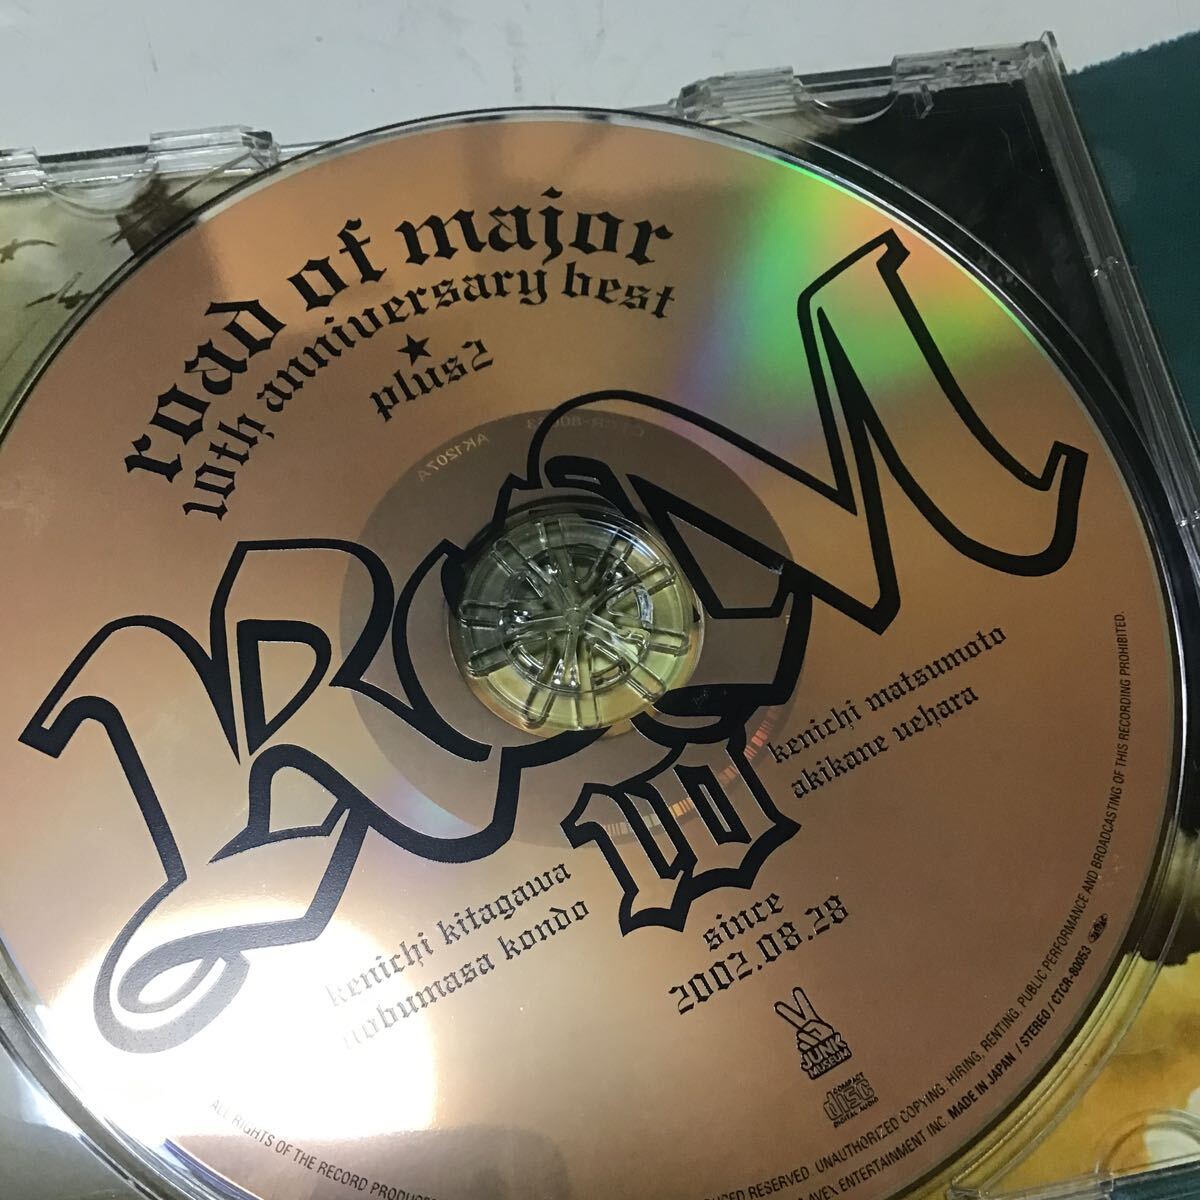 road of major
10th anniversary best
★
plus2
ROM
10
kenichi matsumoto
akikane uehara
kenichi kitagawa
nobumasa kondo
since
2002.08.28
JUNK
MUSEUM
COMPACT
disc
DIGITAL AUDIO
CTCR-80053
AK1207A
ALL RIGHTS OF THE RECORD
RESERVED. UNAUTHORIZED COPYING, HIRING, RENTING, PUBLIC PERFORMANCE AND BROADCASTING OF THIS RECORDING PROHIBITED.
AVEX ENTERTAINMENT INC. MADE IN JAPAN / STEREO / CTCR-80053